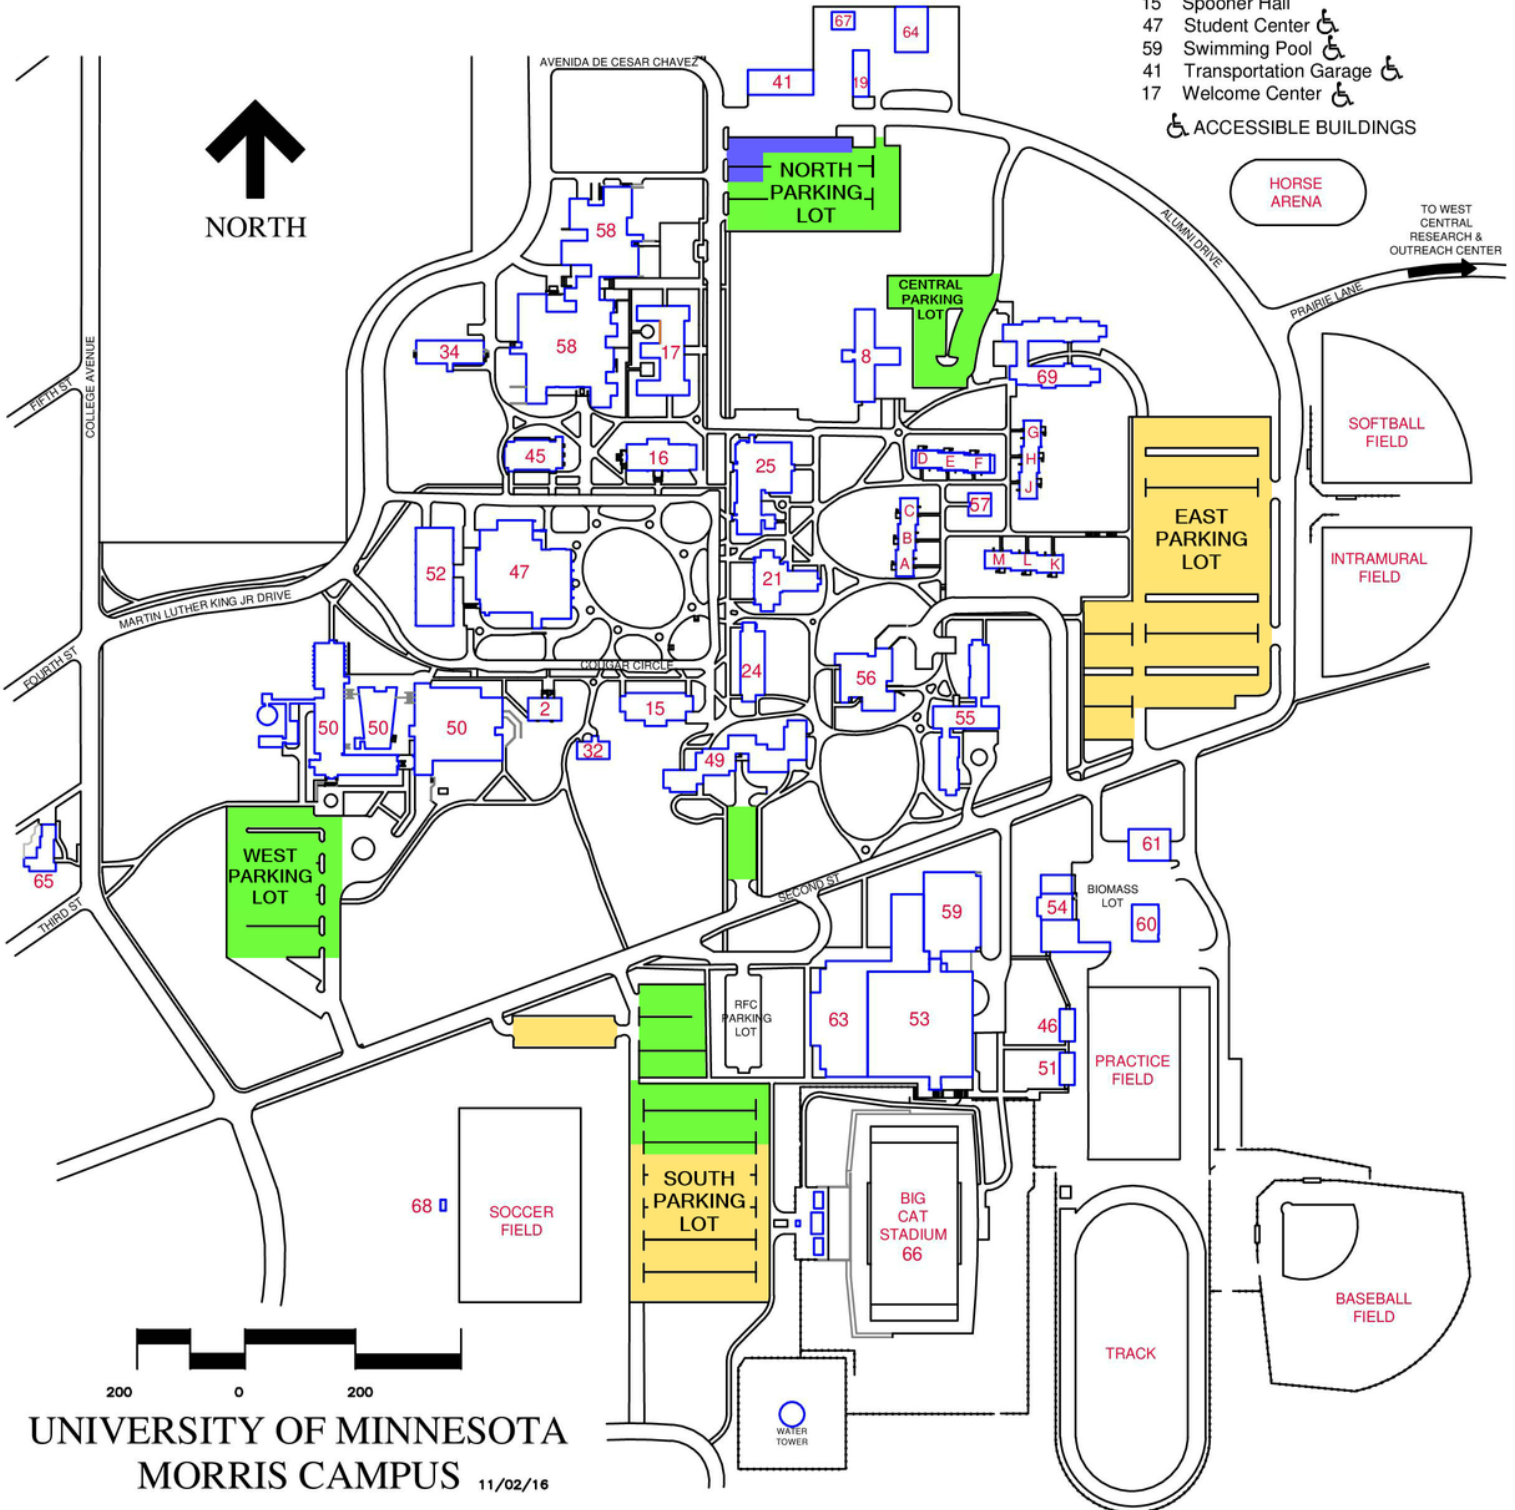 15 Spooner Hall
47 Student Center
59 Swimming Pool
41 Transportation Garage
17 Welcome Center
ACCESSIBLE BUILDINGS
67
64
AVENIDA DE CESAR CHAVEZ
41
19
NORTH
NORTH
PARKING
LOT
HORSE
ARENA
TO WEST
CENTRAL
RESEARCH &
OUTREACH CENTER
ALUMNI DRIVE
PRAIRIE LANE
58
CENTRAL
PARKING
LOT
58
17
34
8
69
COLLEGE AVENUE
FIFTH ST
SOFTBALL
FIELD
45
16
25
D
E
F
G
H
J
57
C
B
A
M
L
K
EAST
PARKING
LOT
INTRAMURAL
FIELD
52
47
21
MARTIN LUTHER KING JR DRIVE
FOURTH ST
COUGAR CIRCLE
24
56
55
50
50
50
2
15
32
49
WEST
PARKING
LOT
65
THIRD ST
SECOND ST
61
BIOMASS
LOT
59
54
60
RFC
PARKING
LOT
63
53
46
51
PRACTICE
FIELD
SOUTH
PARKING
LOT
68
SOCCER
FIELD
BIG
CAT
STADIUM
66
BASEBALL
FIELD
TRACK
WATER
TOWER
200
0
200
UNIVERSITY OF MINNESOTA
MORRIS CAMPUS 11/02/16